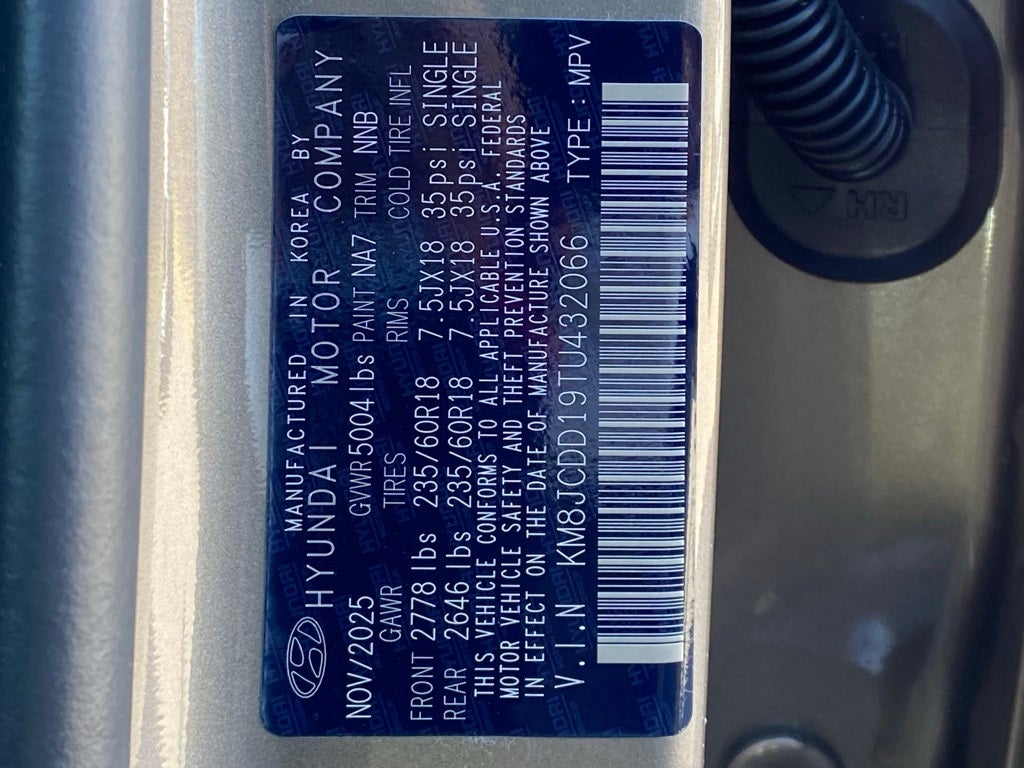 MANUFACTURED IN KOREA BY
HYUNDAI MOTOR COMPANY
NOV/2025 GVWR 5004 lbs PAINT NA7 TRIM NNB
GAWR TIRES RIMS COLD TIRE INFL
FRONT 2778 lbs 235/60R18 7.5JX18 35psi SINGLE
REAR 2646 lbs 235/60R18 7.5JX18 35psi SINGLE
THIS VEHICLE CONFORMS TO ALL APPLICABLE U.S.A. FEDERAL
MOTOR VEHICLE SAFETY AND THEFT PREVENTION STANDARDS
IN EFFECT ON THE DATE OF MANUFACTURE SHOWN ABOVE
V.I.N KM8JCDD19TU432066 TYPE:MPV
RH